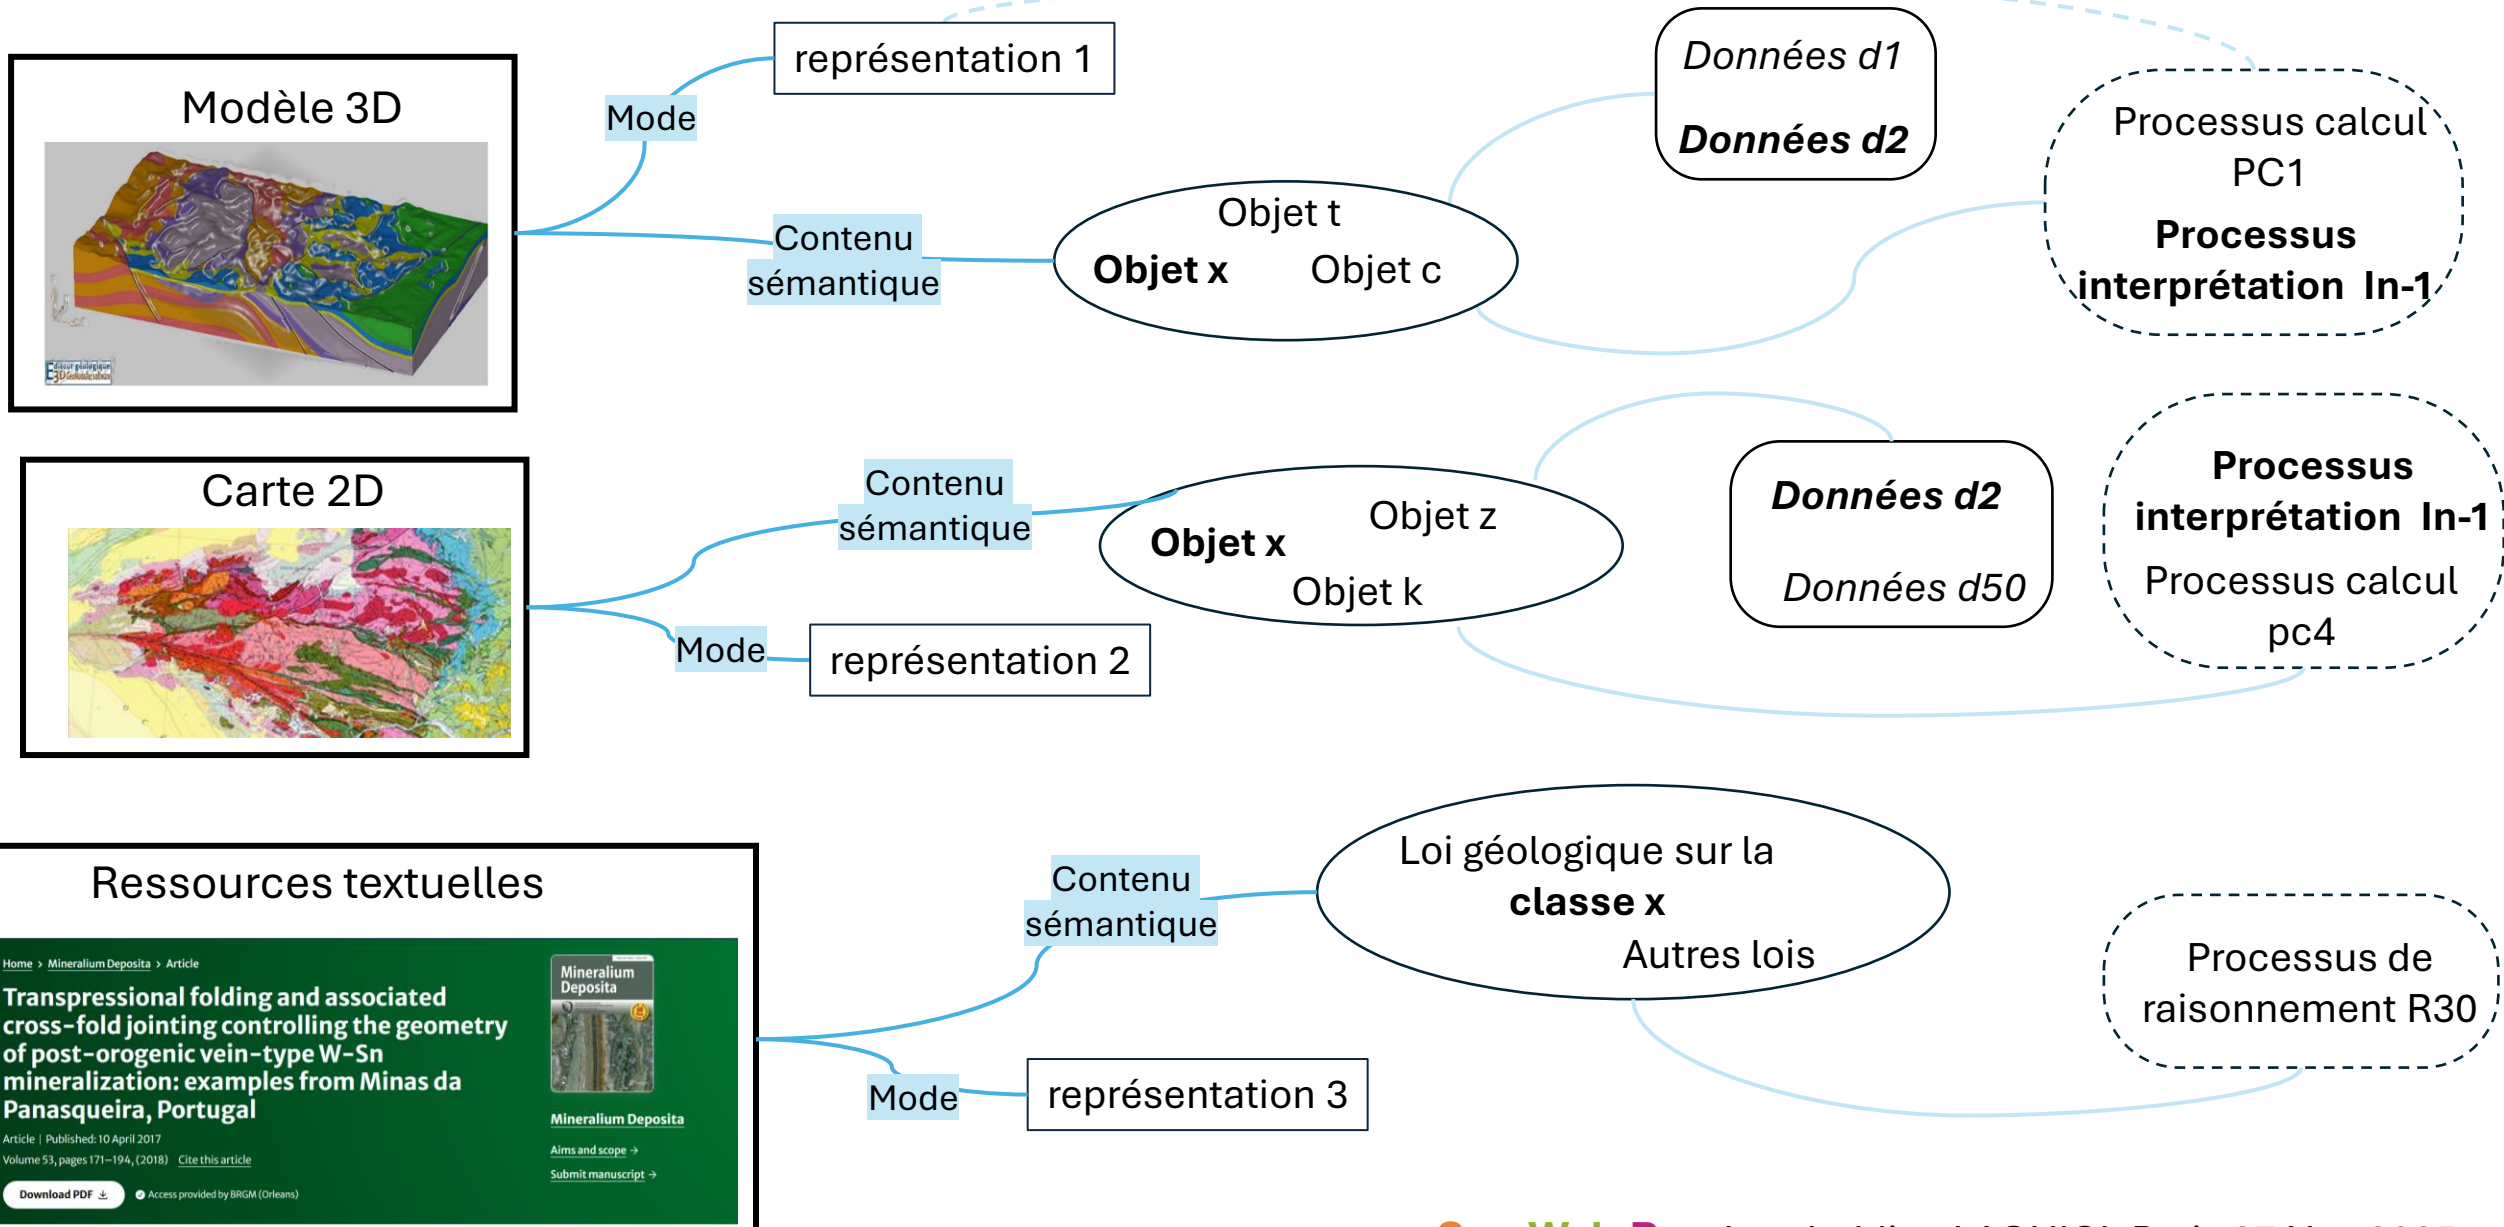 représentation 1
Modèle 3D
Mode
Contenu
sémantique
Objet t
Objet x
Objet c
Données d1
Données d2
Processus calcul
PC1
Processus
interprétation In-1
Editeur géologique
3D GeoModeller software
Carte 2D
Contenu
sémantique
Objet z
Objet x
Objet k
Mode
représentation 2
Données d2
Données d50
Processus
interprétation In-1
Processus calcul
pc4
Ressources textuelles
Contenu
sémantique
Loi géologique sur la
classe x
Autres lois
Mode
représentation 3
Processus de
raisonnement R30
Home > Mineralium Deposita > Article
Transpressional folding and associated
cross-fold jointing controlling the geometry
of post-orogenic vein-type W-Sn
mineralization: examples from Minas da
Panasqueira, Portugal
Article | Published: 10 April 2017
Volume 53, pages 171–194, (2018) Cite this article
Download PDF
Access provided by BRGM (Orleans)
Mineralium
Deposita
Mineralium Deposita
Aims and scope →
Submit manuscript →